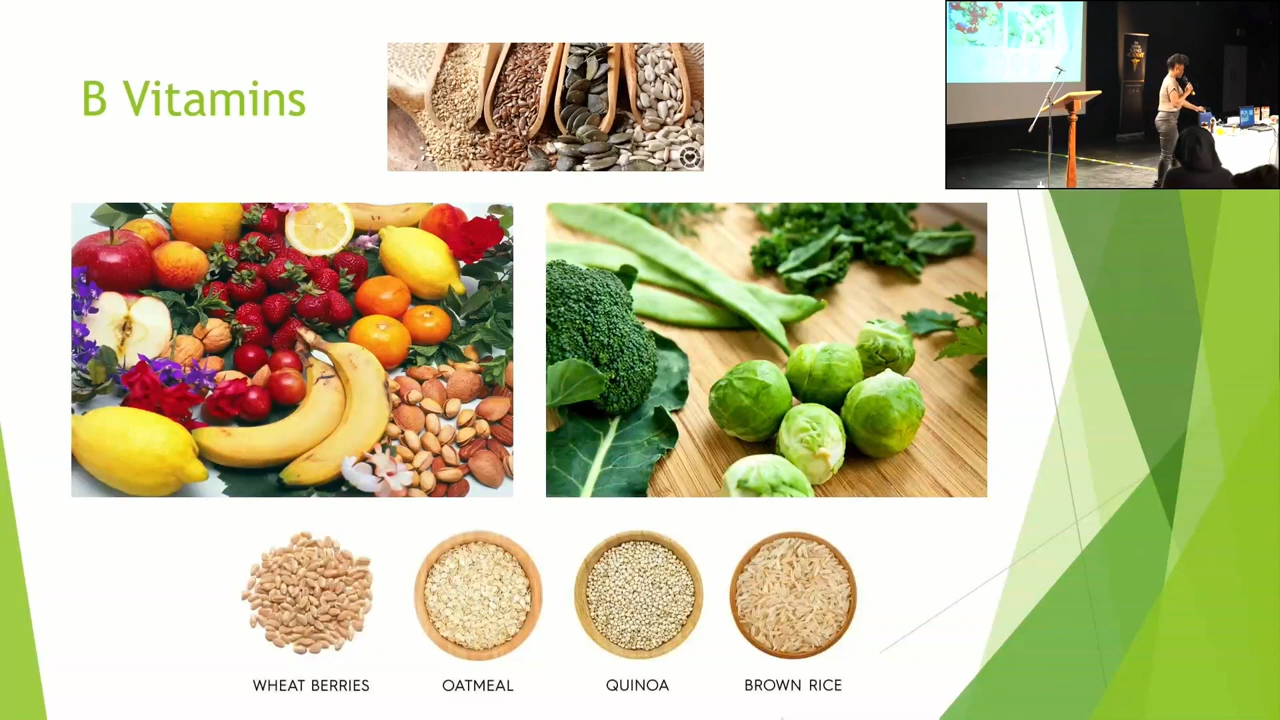 B Vitamins
WHEAT BERRIES
OATMEAL
QUINOA
BROWN RICE